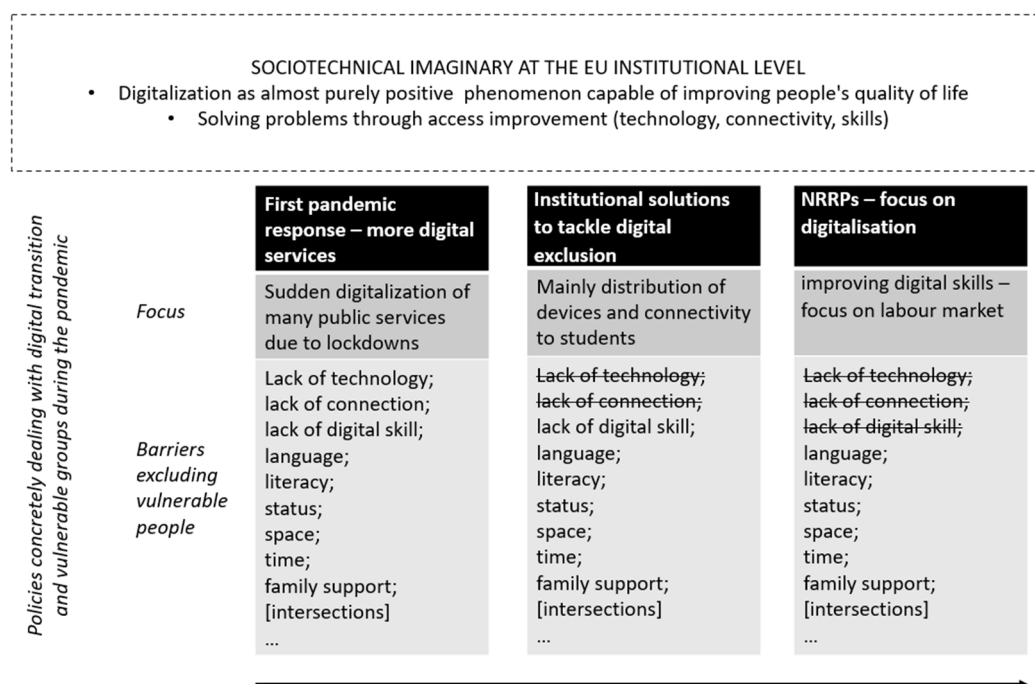 SOCIOTECHNICAL IMAGINARY AT THE EU INSTITUTIONAL LEVEL
• Digitalization as almost purely positive phenomenon capable of improving people's quality of life
• Solving problems through access improvement (technology, connectivity, skills)
Policies concretely dealing with digital transition
and vulnerable groups during the pandemic
First pandemic
response – more digital
services
Institutional solutions
to tackle digital
exclusion
NRRPs – focus on
digitalisation
Focus
Sudden digitalization of
many public services
due to lockdowns
Mainly distribution of
devices and connectivity
to students
improving digital skills –
focus on labour market
Barriers
excluding
vulnerable
people
Lack of technology;
lack of connection;
lack of digital skill;
language;
literacy;
status;
space;
time;
family support;
[intersections]
...
Lack of technology;
lack of connection;
lack of digital skill;
language;
literacy;
status;
space;
time;
family support;
[intersections]
...
Lack of technology;
lack of connection;
lack of digital skill;
language;
literacy;
status;
space;
time;
family support;
[intersections]
...